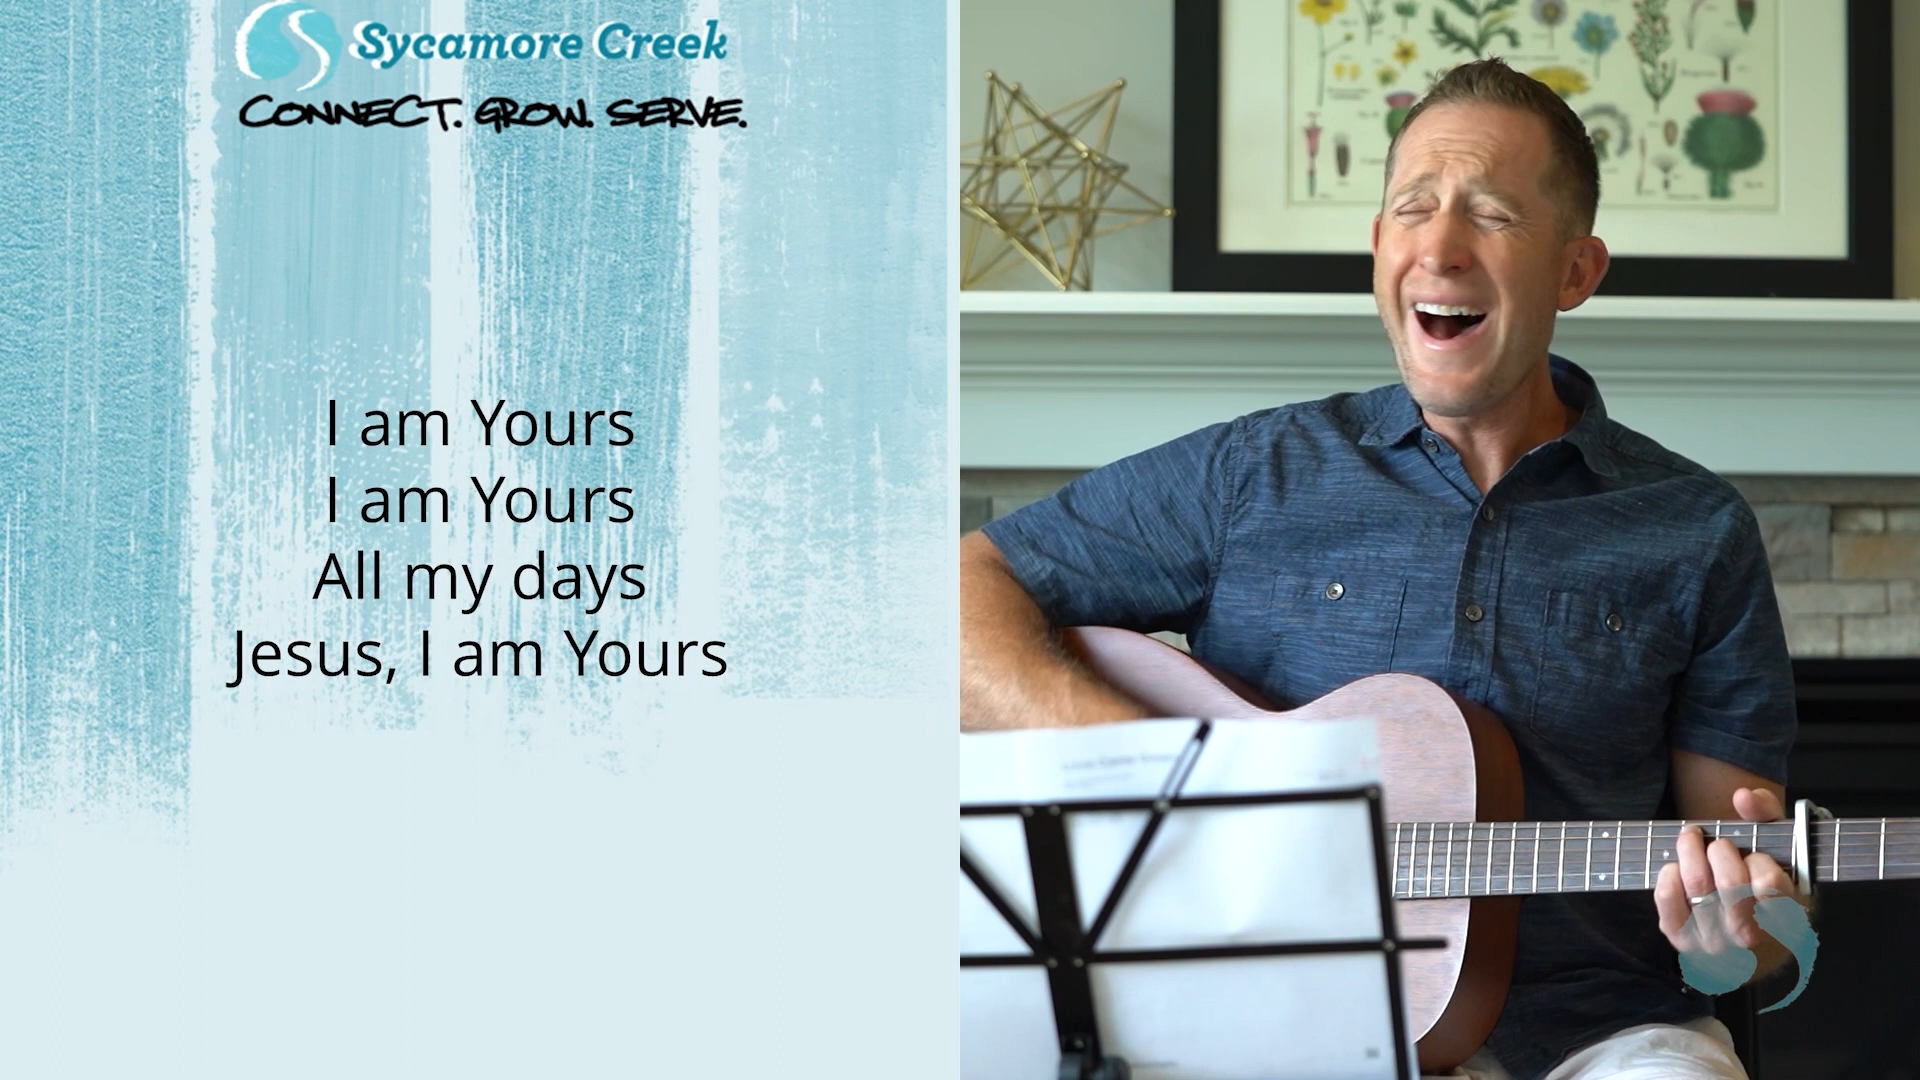 Sycamore Creek
CONNECT. GROW. SERVE.
I am Yours
I am Yours
All my days
Jesus, I am Yours